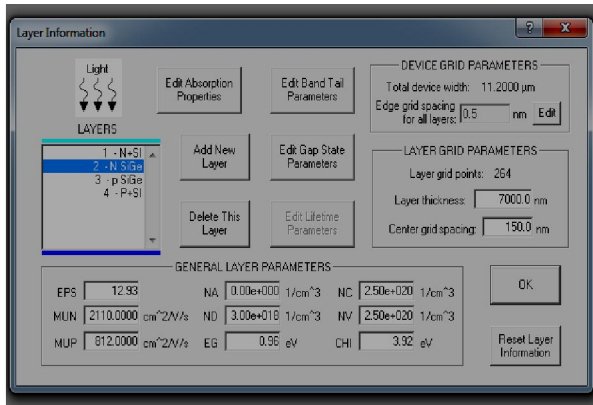 Layer Information
? X
Light
LAYERS
1 - N+SI
2 - N SiGe
3 - p SiGe
4 - P+SI
Edit Absorption
Properties
Edit Band Tail
Parameters
Add New
Layer
Edit Gap State
Parameters
Delete This
Layer
Edit Lifetime
Parameters
DEVICE GRID PARAMETERS
Total device width: 11.2000 µm
Edge grid spacing
for all layers: 0.5 nm Edit
LAYER GRID PARAMETERS
Layer grid points: 264
Layer thickness: 7000.0 nm
Center grid spacing: 150.0 nm
GENERAL LAYER PARAMETERS
EPS 12.93 NA 0.00e+000 1/cm^3 NC 2.50e+020 1/cm^3
MUN 2110.0000 cm^2/V/s ND 3.00e+018 1/cm^3 NV 2.50e+020 1/cm^3
MUP 812.0000 cm^2/V/s EG 0.96 eV CHI 3.92 eV
OK
Reset Layer
Information